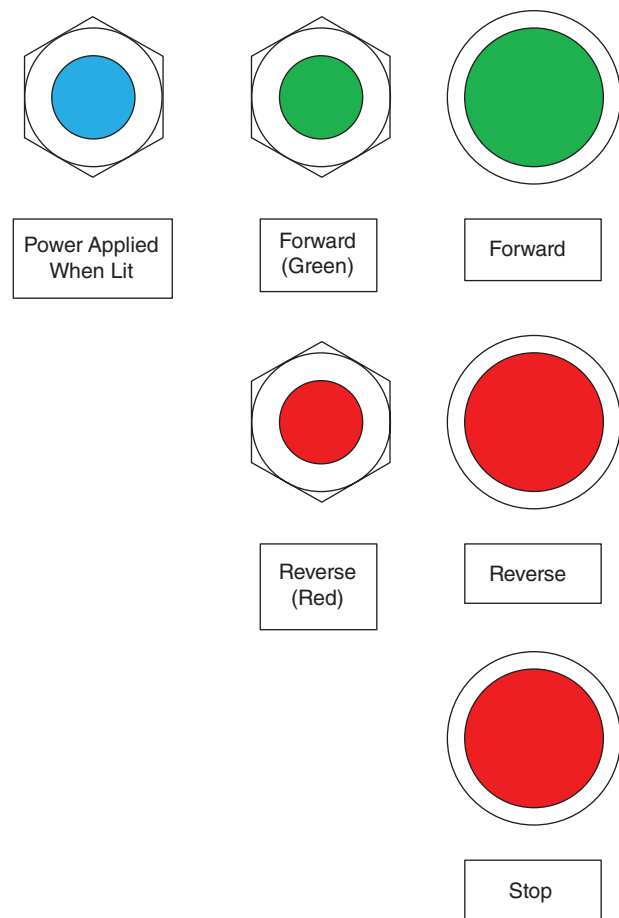 Power Applied
When Lit
Forward
(Green)
Forward
Reverse
(Red)
Reverse
Stop